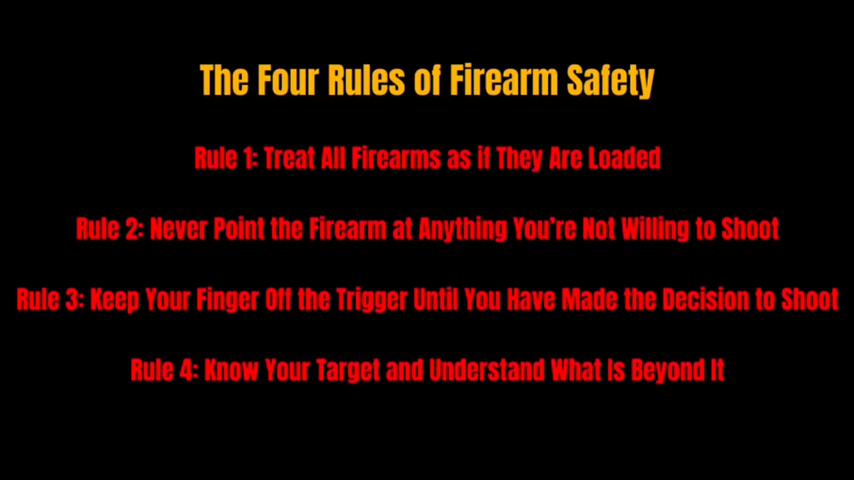 The Four Rules of Firearm Safety
Rule 1: Treat All Firearms as if They Are Loaded
Rule 2: Never Point the Firearm at Anything You’re Not Willing to Shoot
Rule 3: Keep Your Finger Off the Trigger Until You Have Made the Decision to Shoot
Rule 4: Know Your Target and Understand What Is Beyond It